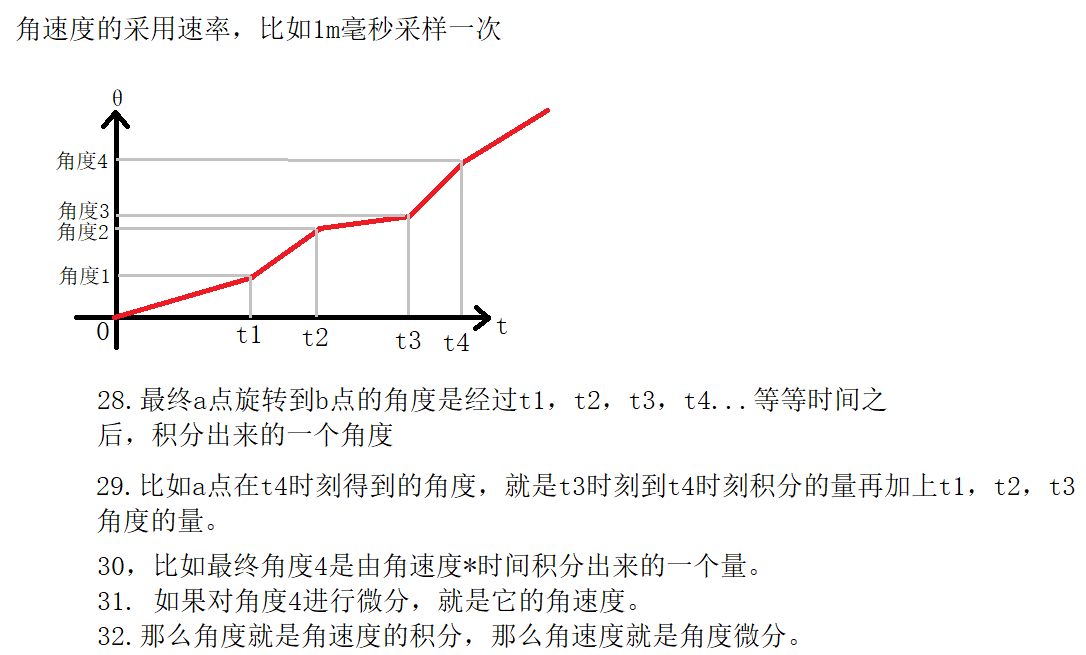 角速度的采用速率，比如1m毫秒采样一次
θ
角度4
角度3
角度2
角度1
0
t1
t2
t3
t4
t
28.最终a点旋转到b点的角度是经过t1，t2，t3，t4...等等时间之
后，积分出来的一个角度
29.比如a点在t4时刻得到的角度，就是t3时刻到t4时刻积分的量再加上t1，t2，t3
角度的量。
30，比如最终角度4是由角速度*时间积分出来的一个量。
31. 如果对角度4进行微分，就是它的角速度。
32.那么角度就是角速度的积分，那么角速度就是角度微分。